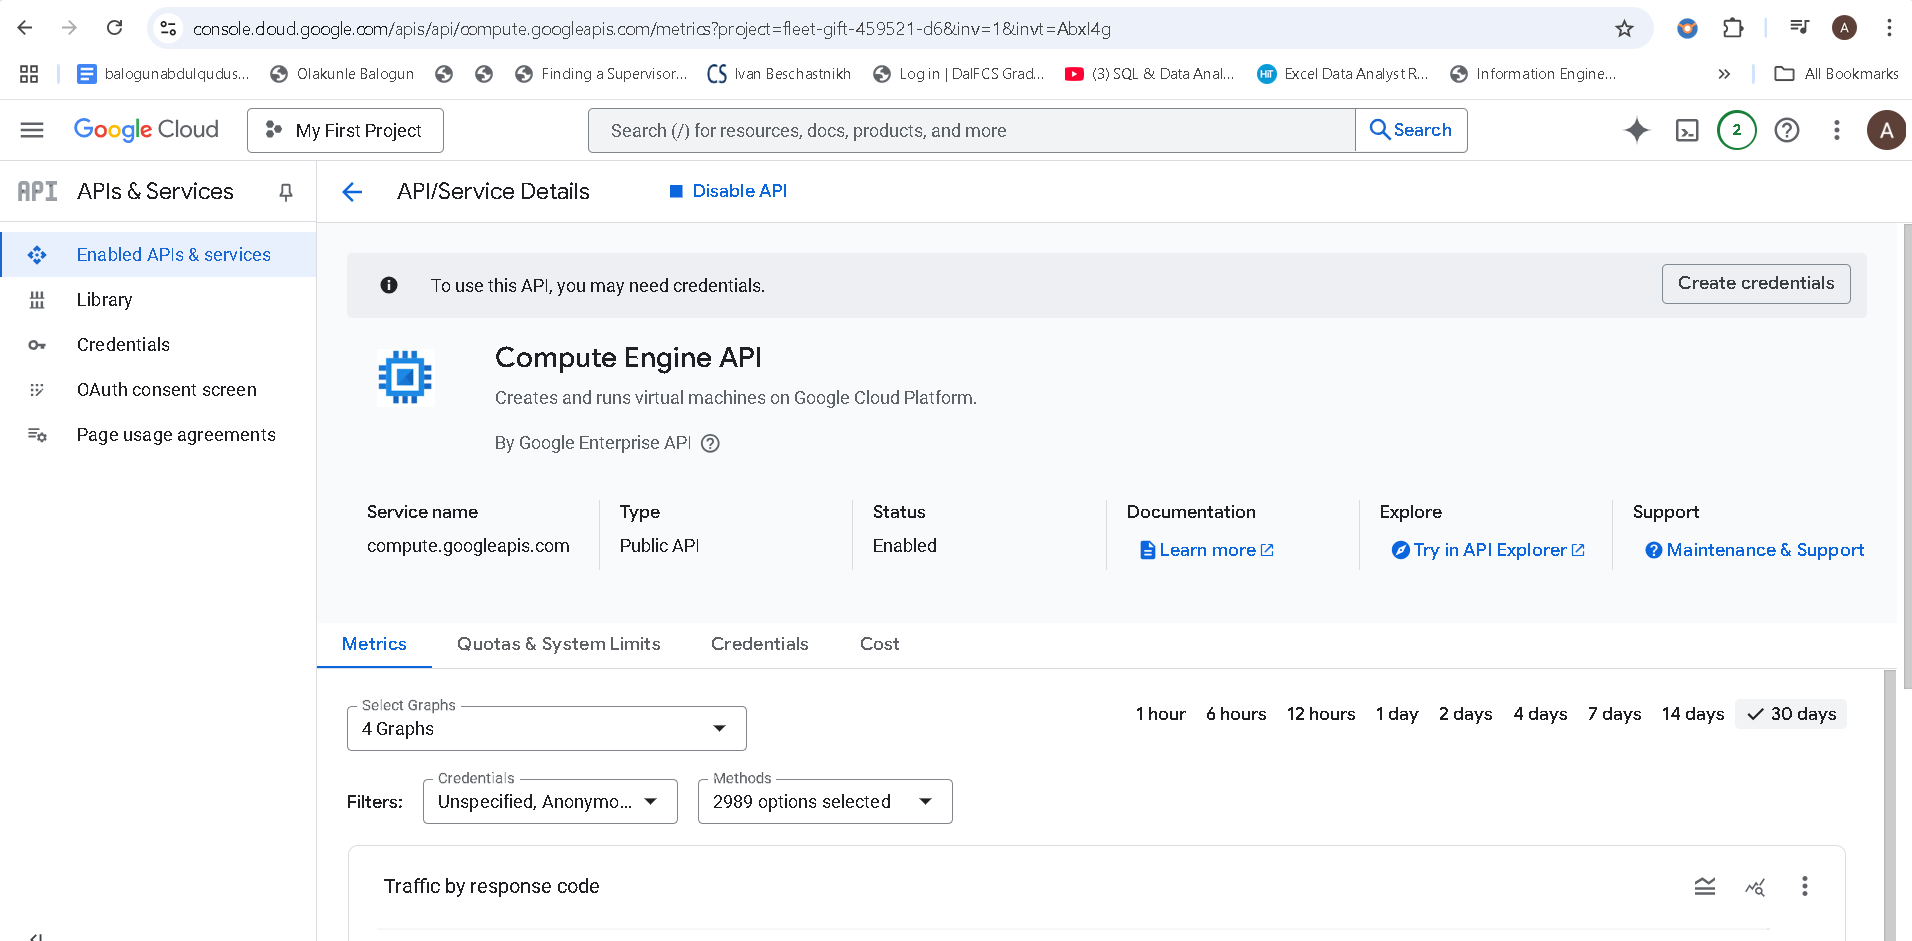 console.cloud.google.com/apis/api/compute.googleapis.com/metrics?project=fleet-gift-459521-d6&inv=1&invt=Abxl4g
A
balogunabdulqudus...
Olakunle Balogun
Finding a Supervisor...
CS Ivan Beschastnikh
Log in | DalFCS Grad...
(3) SQL & Data Anal...
HiT Excel Data Analyst R...
Information Engine...
All Bookmarks
Google Cloud
My First Project
Search (/) for resources, docs, products, and more
Search
2
A
API APIs & Services
API/Service Details
Disable API
Enabled APIs & services
Library
Credentials
OAuth consent screen
Page usage agreements
To use this API, you may need credentials.
Create credentials
Compute Engine API
Creates and runs virtual machines on Google Cloud Platform.
By Google Enterprise API
Service name
compute.googleapis.com
Type
Public API
Status
Enabled
Documentation
Learn more
Explore
Try in API Explorer
Support
Maintenance & Support
Metrics
Quotas & System Limits
Credentials
Cost
Select Graphs
4 Graphs
1 hour
6 hours
12 hours
1 day
2 days
4 days
7 days
14 days
30 days
Filters:
Credentials
Unspecified, Anonymo...
Methods
2989 options selected
Traffic by response code